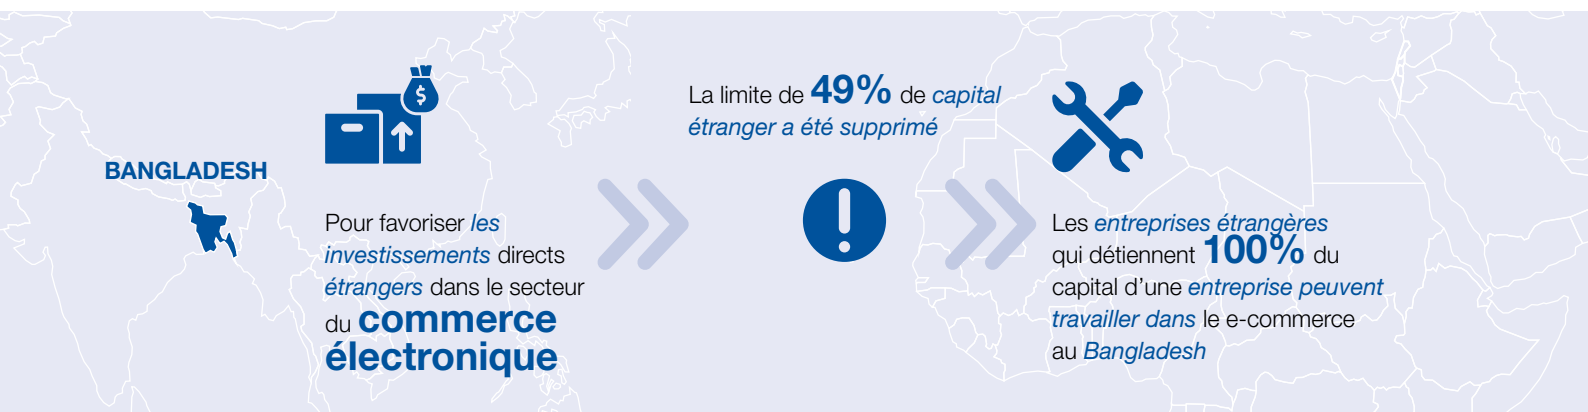 BANGLADESH
Pour favoriser les
investissements directs
étrangers dans le secteur
du commerce
électronique
La limite de 49% de capital
étranger a été supprimé
Les entreprises étrangères
qui détiennent 100% du
capital d’une entreprise peuvent
travailler dans le e-commerce
au Bangladesh